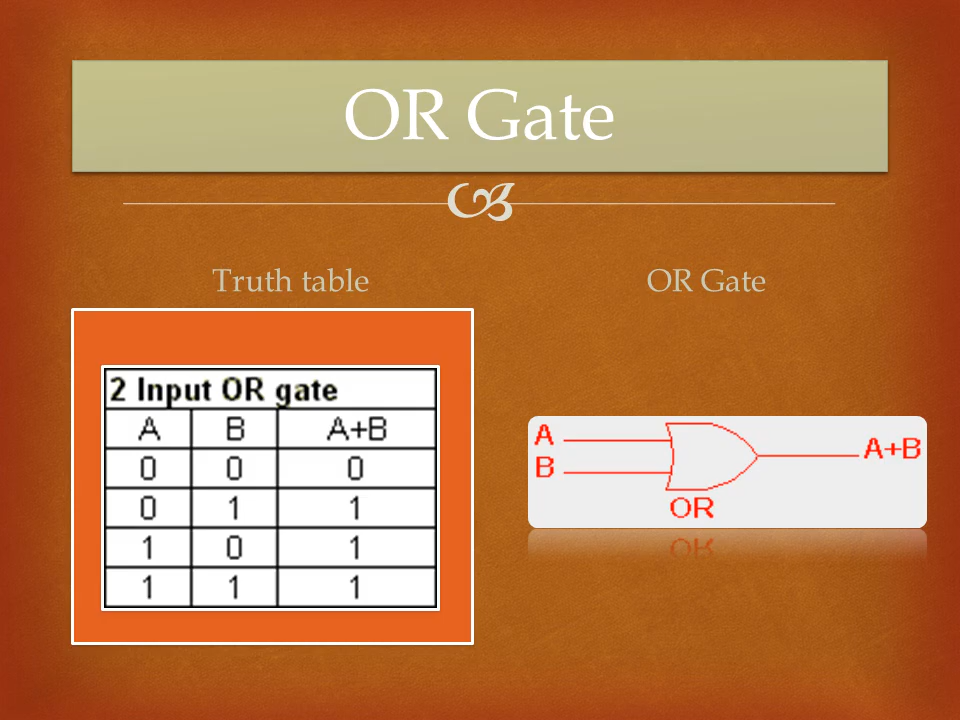 OR Gate
Truth table
OR Gate
2 Input OR gate
A B A+B
0 0 0
0 1 1
1 0 1
1 1 1
A
B
A+B
OR